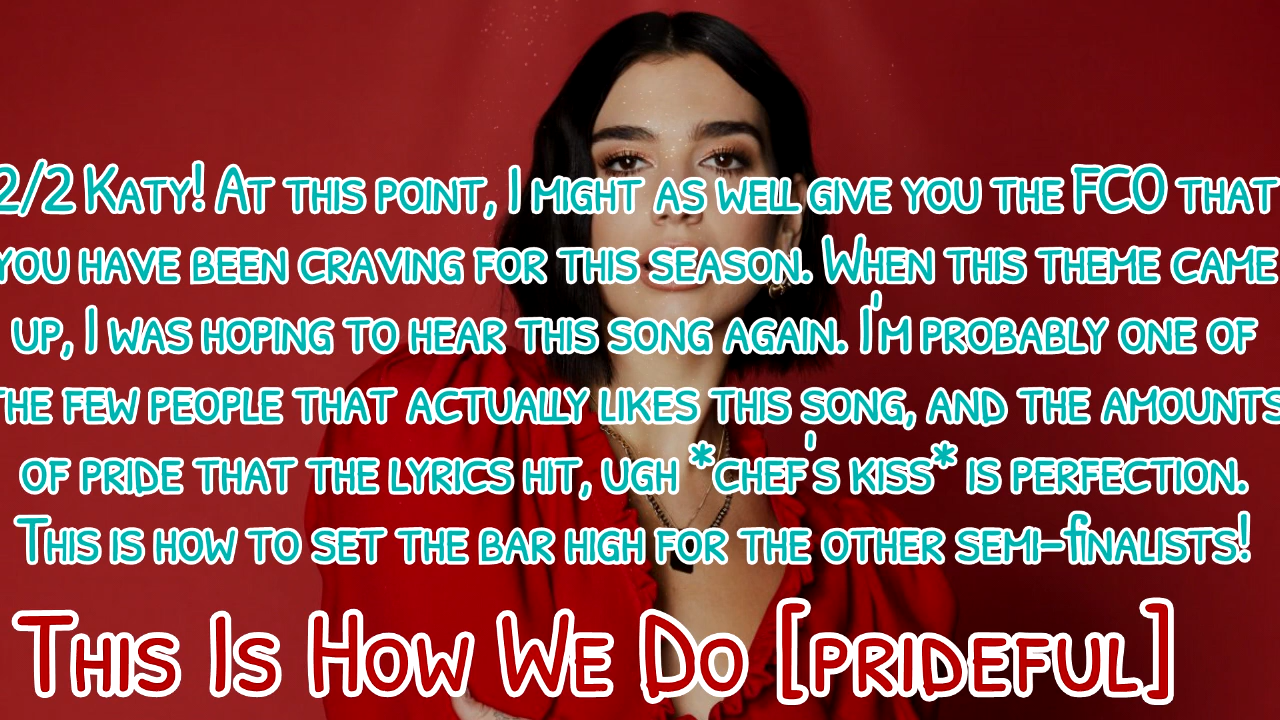 2/2 Katy! At this point, I might as well give you the FCO that
you have been craving for this season. When this theme came
up, I was hoping to hear this song again. I'm probably one of
the few people that actually likes this song, and the amounts
of pride that the lyrics hit, ugh *chef's kiss* is perfection.
This is how to set the bar high for the other semi-finalists!
This Is How We Do [prideful]